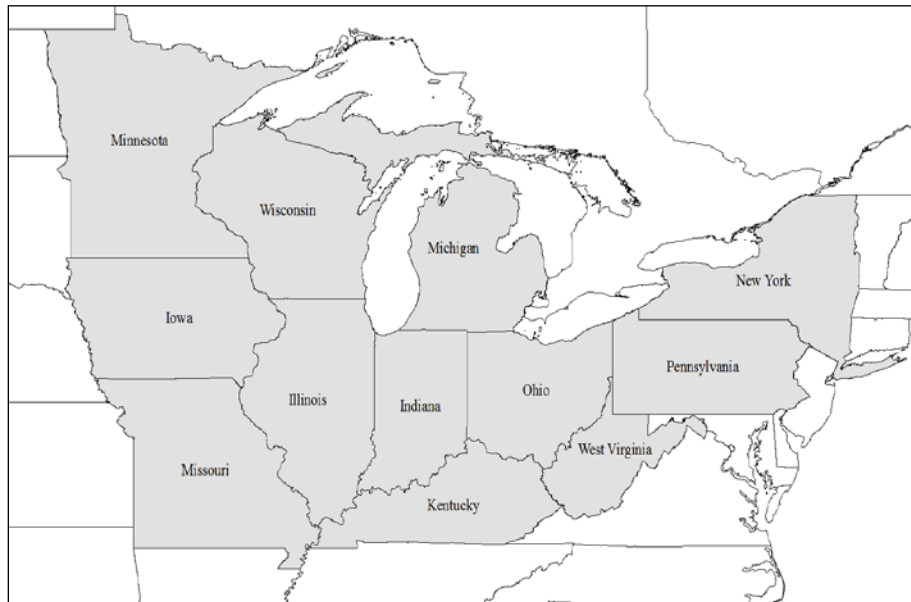 Minnesota
Wisconsin
Michigan
New York
Iowa
Pennsylvania
Illinois
Indiana
Ohio
West Virginia
Missouri
Kentucky